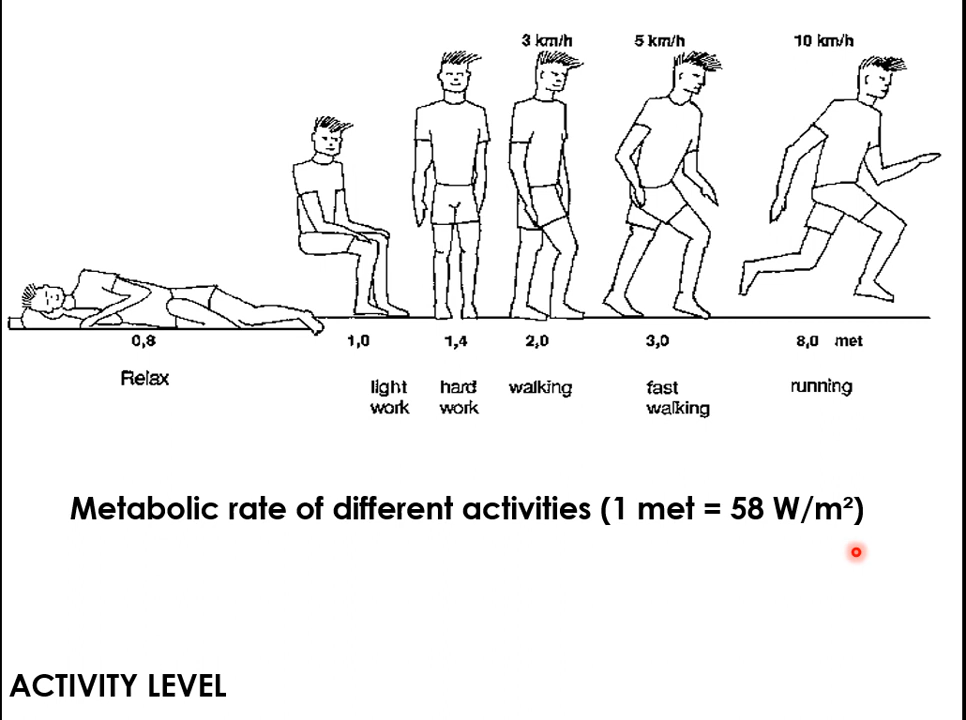 3 km/h 5 km/h 10 km/h
0,8 1,0 1,4 2,0 3,0 8,0 met
Relax
light work
hard work
walking
fast walking
running
Metabolic rate of different activities (1 met = 58 W/m²)
ACTIVITY LEVEL